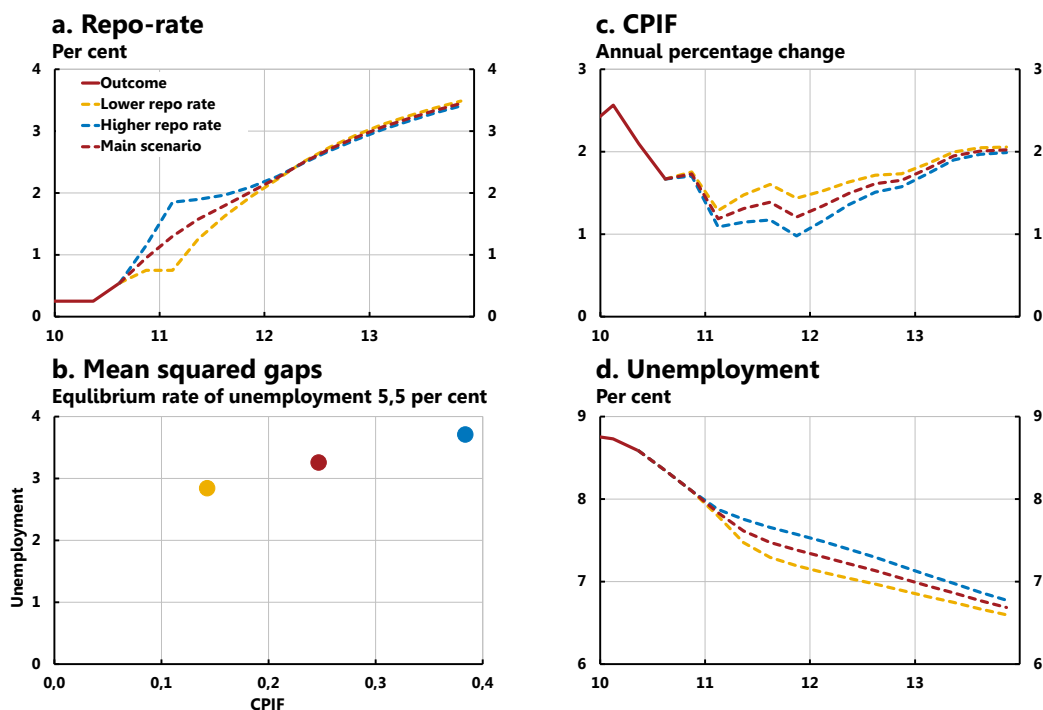 a. Repo-rate
Per cent
4 4
Outcome
Lower repo rate
Higher repo rate
Main scenario
3 3
2 2
1 1
0 0
10 11 12 13
c. CPIF
Annual percentage change
3 3
2 2
1 1
0 0
10 11 12 13
b. Mean squared gaps
Equlibrium rate of unemployment 5,5 per cent
4
3
2
1
0
Unemployment
0,0 0,1 0,2 0,3 0,4
CPIF
d. Unemployment
Per cent
9 9
8 8
7 7
6 6
10 11 12 13